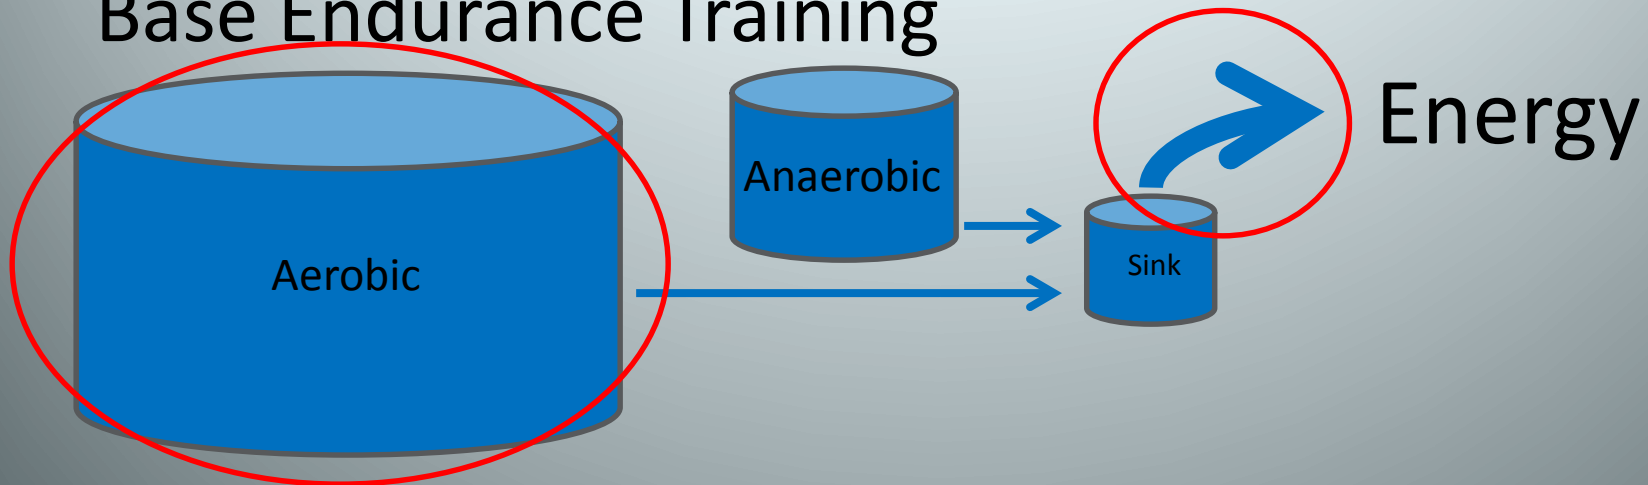 Base Endurance Training
Energy
Anaerobic
Aerobic
Sink